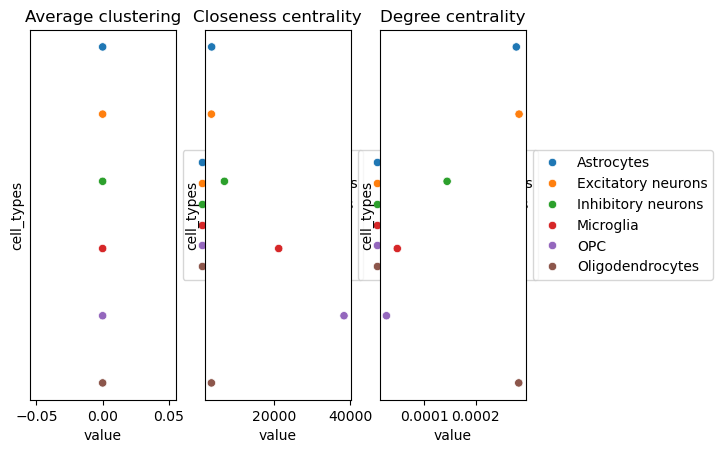 Average clustering
Closeness centrality
Degree centrality
cell_types
cell_types
cell_types
Astrocytes
Excitatory neurons
Inhibitory neurons
Microglia
OPC
Oligodendrocytes
−0.05 0.00 0.05
20000 40000
0.0001 0.0002
value
value
value